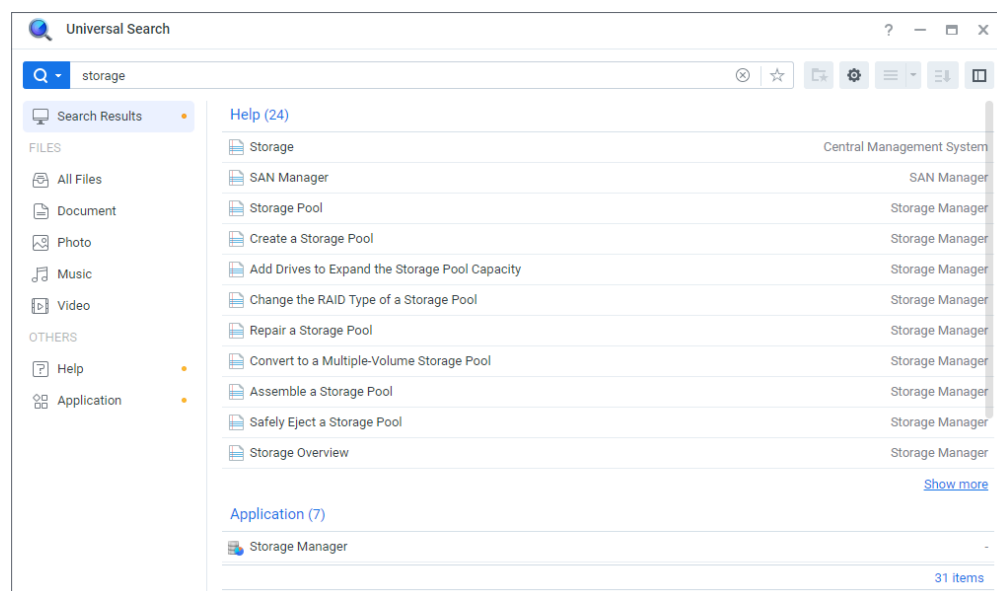 Universal Search
storage
Search Results
FILES
All Files
Document
Photo
Music
Video
OTHERS
Help
Application
Help (24)
Storage Central Management System
SAN Manager SAN Manager
Storage Pool Storage Manager
Create a Storage Pool Storage Manager
Add Drives to Expand the Storage Pool Capacity Storage Manager
Change the RAID Type of a Storage Pool Storage Manager
Repair a Storage Pool Storage Manager
Convert to a Multiple-Volume Storage Pool Storage Manager
Assemble a Storage Pool Storage Manager
Safely Eject a Storage Pool Storage Manager
Storage Overview Storage Manager
Show more
Application (7)
Storage Manager -
31 items